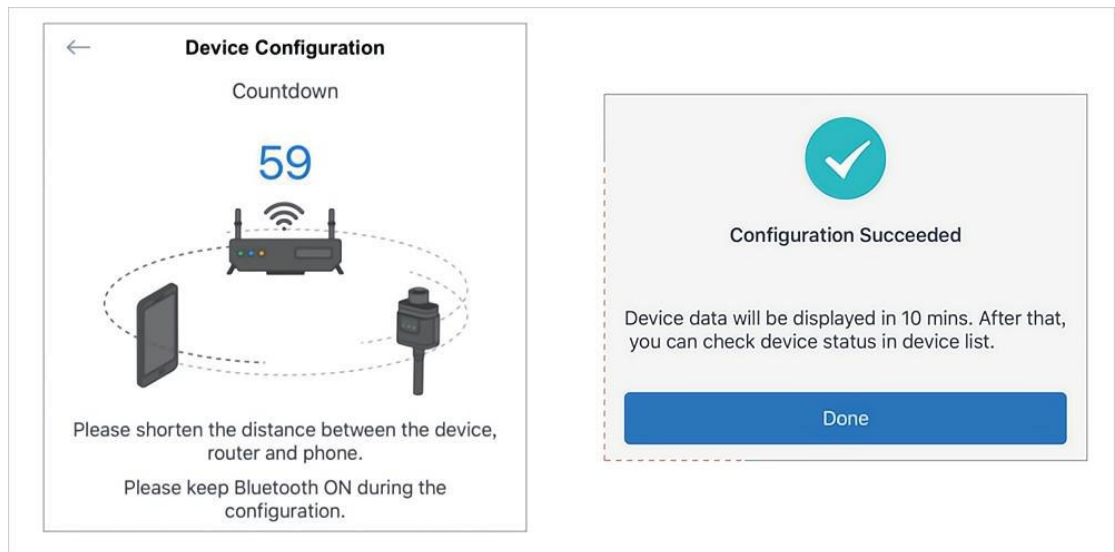 Device Configuration
Countdown
59
Please shorten the distance between the device,
router and phone.
Please keep Bluetooth ON during the
configuration.
Configuration Succeeded
Device data will be displayed in 10 mins. After that,
you can check device status in device list.
Done